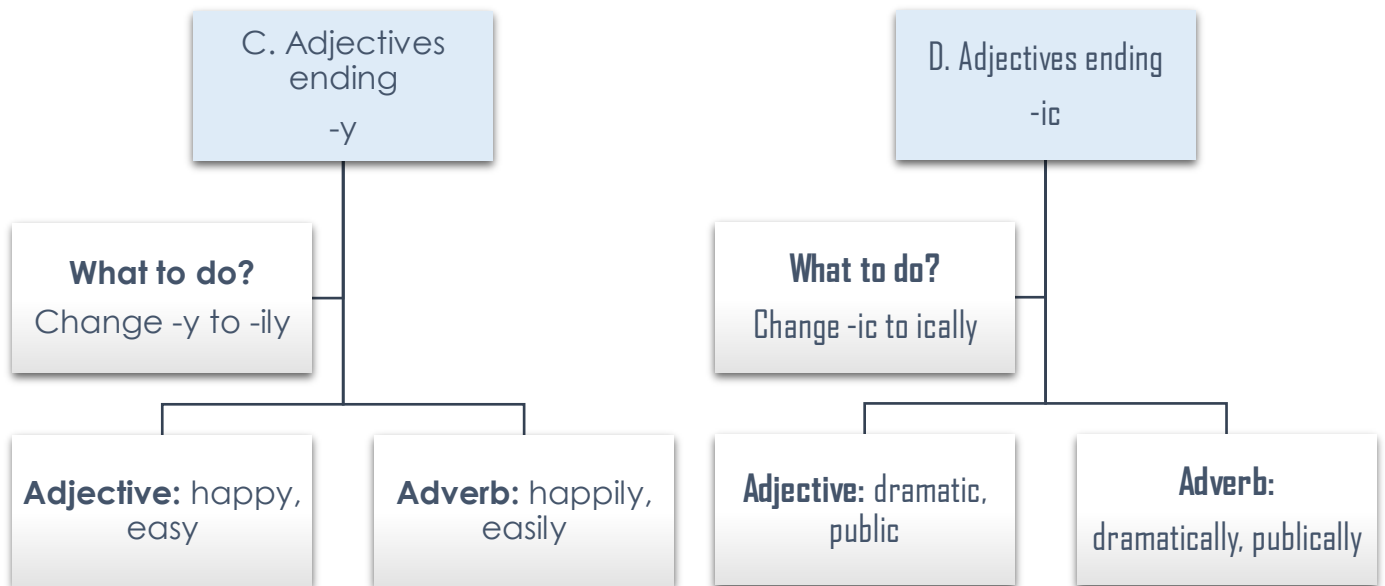 C. Adjectives
ending
-y
What to do?
Change -y to -ily
Adjective: happy,
easy
Adverb: happily,
easily
D. Adjectives ending
-ic
What to do?
Change -ic to ically
Adjective: dramatic,
public
Adverb:
dramatically, publically